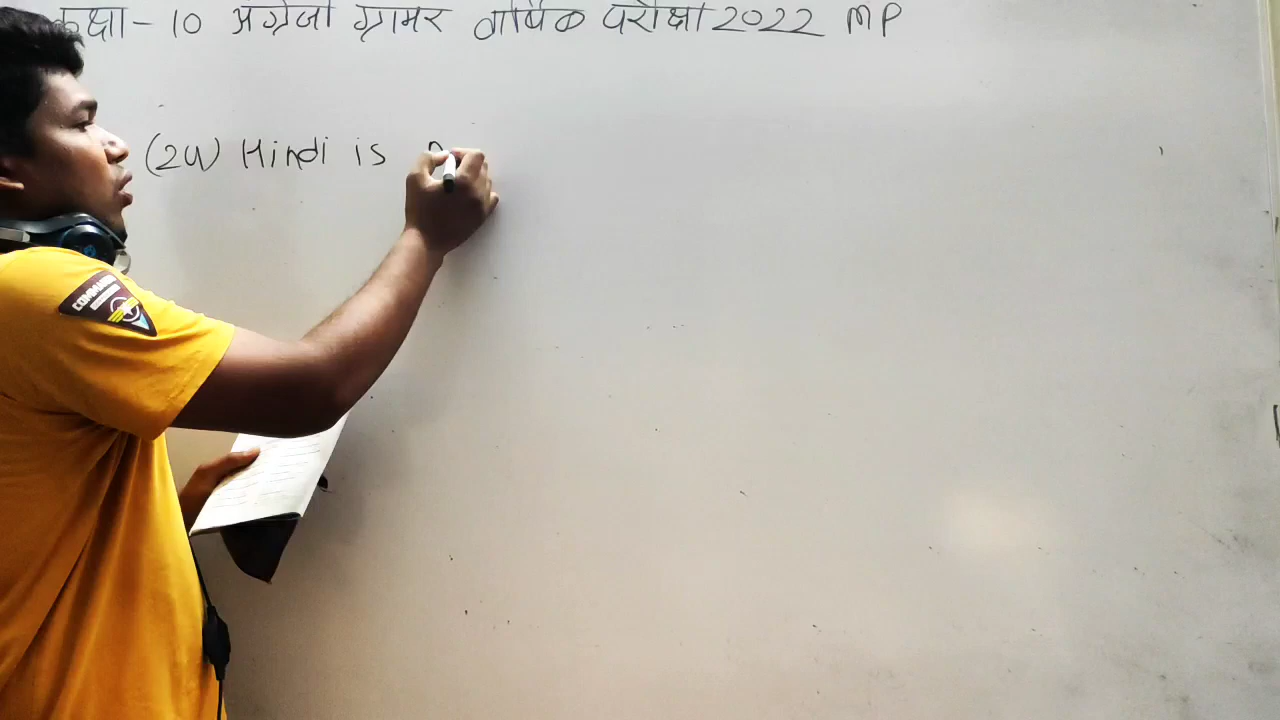 कक्षा - 10 अंग्रेजी ग्रामर वार्षिक परीक्षा 2022 MP
(24) Hindi is